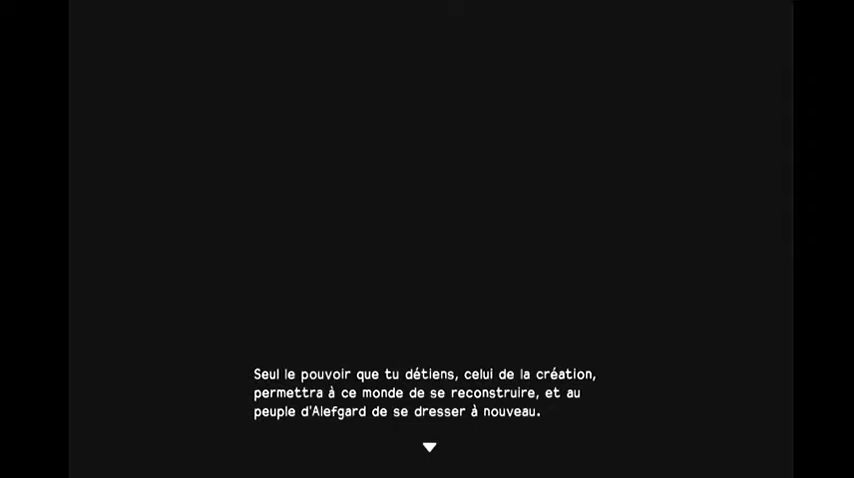 Seul le pouvoir que tu détiens, celui de la création,
permettra à ce monde de se reconstruire, et au
peuple d'Alefgard de se dresser à nouveau.